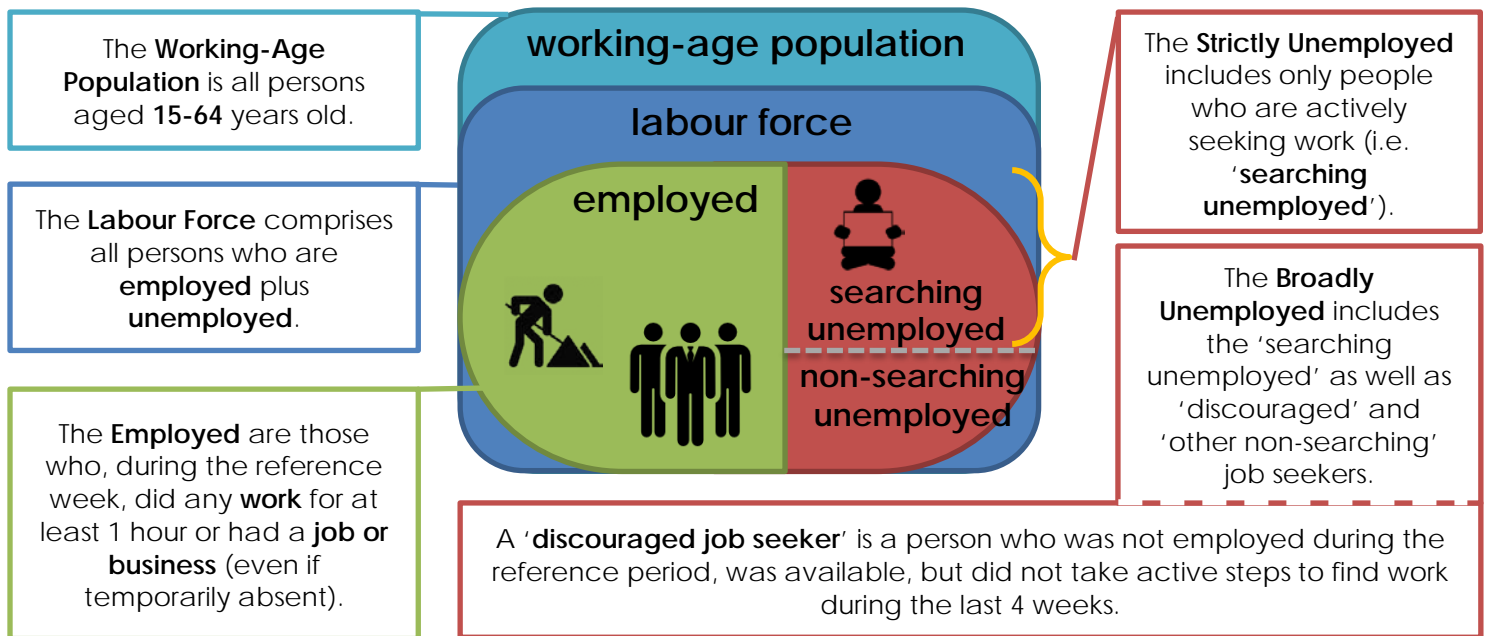 The Working-Age
Population is all persons
aged 15-64 years old.
The Labour Force comprises
all persons who are
employed plus
unemployed.
The Employed are those
who, during the reference
week, did any work for at
least 1 hour or had a job or
business (even if
temporarily absent).
working-age population
labour force
employed
searching
unemployed
non-searching
unemployed
The Strictly Unemployed
includes only people
who are actively
seeking work (i.e.
‘searching
unemployed’).
The Broadly
Unemployed includes
the ‘searching
unemployed’ as well as
‘discouraged’ and
‘other non-searching’
job seekers.
A ‘discouraged job seeker’ is a person who was not employed during the
reference period, was available, but did not take active steps to find work
during the last 4 weeks.